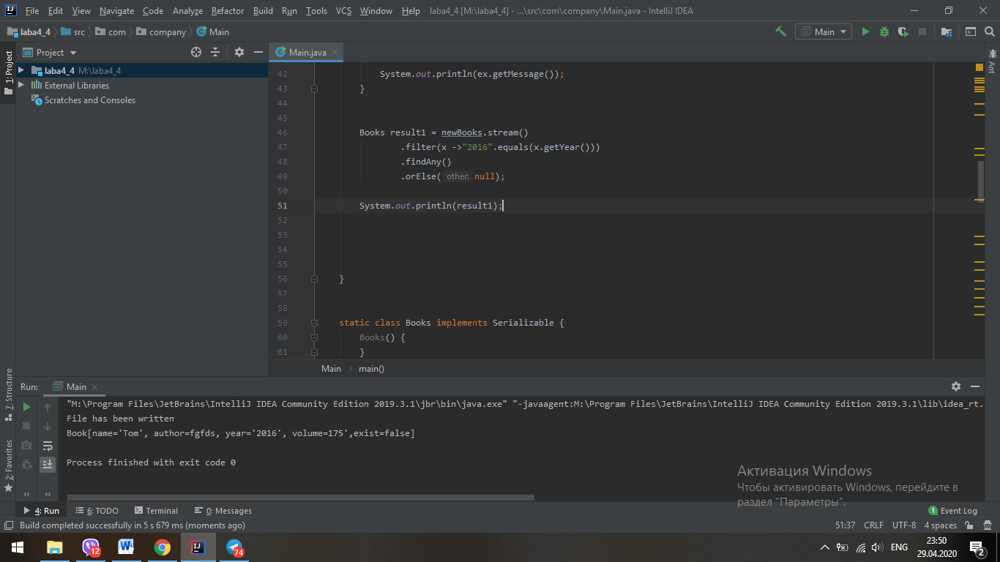 File Edit View Navigate Code Analyze Refactor Build Run Tools VCS Window Help laba4_4 [M:\laba4_4] - ...\src\com\company\Main.java - IntelliJ IDEA
laba4_4 src com company Main Main
1: Project
Project
Main.java
laba4_4 M:\laba4_4
External Libraries
Scratches and Consoles
Ant
42 System.out.println(ex.getMessage());
43 }
44
45
46 Books result1 = newBooks.stream()
47 .filter(x ->"2016".equals(x.getYear()))
48 .findAny()
49 .orElse( other: null);
50
51 System.out.println(result1);
52
53
54
55
56 }
57
58
59 static class Books implements Serializable {
60 Books() {
61 }
Main main()
Z: Structure
2: Favorites
Run: Main
"M:\Program Files\JetBrains\IntelliJ IDEA Community Edition 2019.3.1\jbr\bin\java.exe" "-javaagent:M:\Program Files\JetBrains\IntelliJ IDEA Community Edition 2019.3.1\lib\idea_rt.
File has been written
Book[name='Tom', author=fgfds, year='2016', volume=175',exist=false]
Process finished with exit code 0
Активация Windows
Чтобы активировать Windows, перейдите в
раздел "Параметры".
4: Run 6: TODO Terminal 0: Messages 1 Event Log
Build completed successfully in 5 s 679 ms (moments ago) 51:37 CRLF UTF-8 4 spaces
12 W IJ 74 ENG 23:50
29.04.2020 2